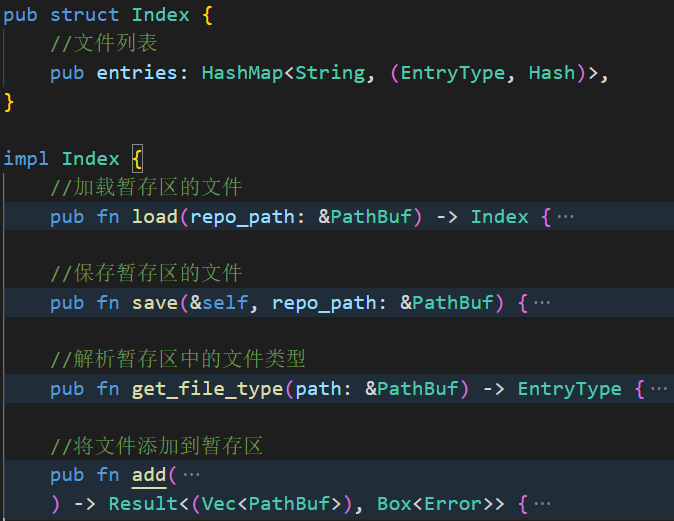 pub struct Index {
//文件列表
pub entries: HashMap<String, (EntryType, Hash)>,
}
impl Index {
//加载暂存区的文件
pub fn load(repo_path: &PathBuf) -> Index {⋯
//保存暂存区的文件
pub fn save(&self, repo_path: &PathBuf) {⋯
//解析暂存区中的文件类型
pub fn get_file_type(path: &PathBuf) -> EntryType {⋯
//将文件添加到暂存区
pub fn add(⋯
) -> Result<(Vec<PathBuf>), Box<Error>> {⋯